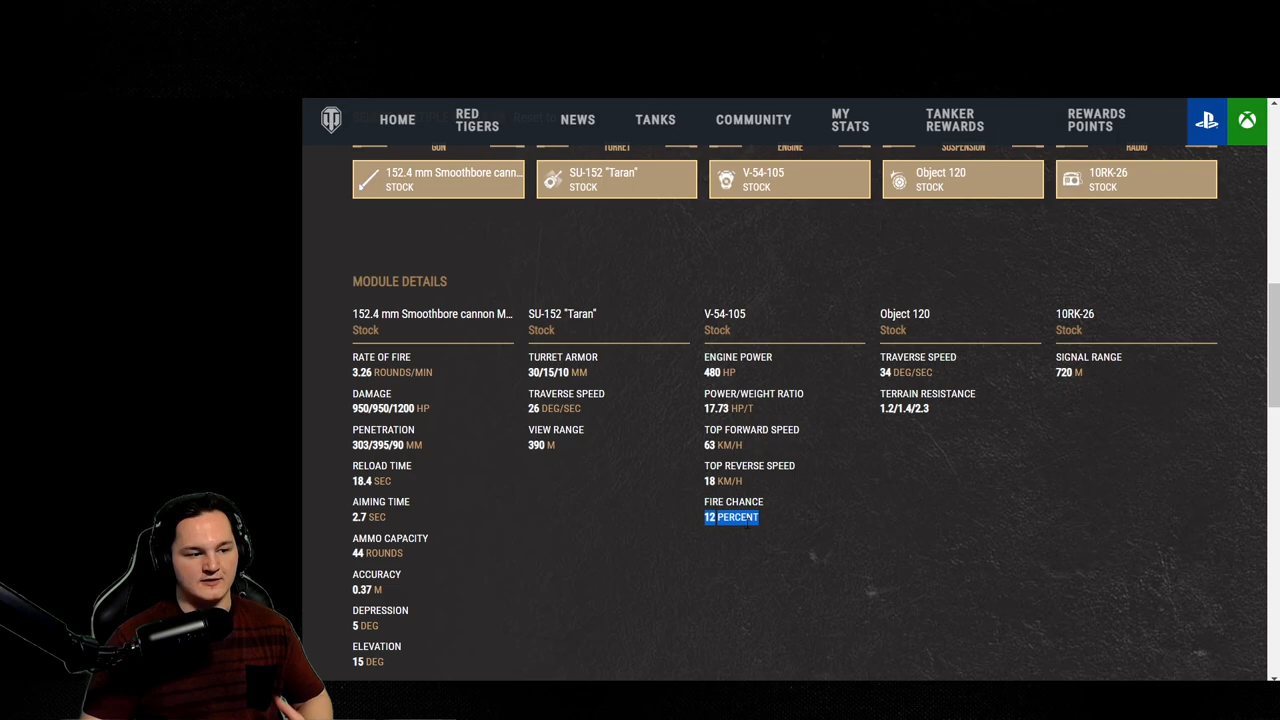 HOME
RED
TIGERS
NEWS
TANKS
COMMUNITY
MY
STATS
TANKER
REWARDS
REWARDS
POINTS
GUN
TURRET
ENGINE
SUSPENSION
RADIO
152.4 mm Smoothbore cann...
STOCK
SU-152 "Taran"
STOCK
V-54-105
STOCK
Object 120
STOCK
10RK-26
STOCK
MODULE DETAILS
152.4 mm Smoothbore cannon M...
Stock
RATE OF FIRE
3.26 ROUNDS/MIN
DAMAGE
950/950/1200 HP
PENETRATION
303/395/90 MM
RELOAD TIME
18.4 SEC
AIMING TIME
2.7 SEC
AMMO CAPACITY
44 ROUNDS
ACCURACY
0.37 M
DEPRESSION
5 DEG
ELEVATION
15 DEG
SU-152 "Taran"
Stock
TURRET ARMOR
30/15/10 MM
TRAVERSE SPEED
26 DEG/SEC
VIEW RANGE
390 M
V-54-105
Stock
ENGINE POWER
480 HP
POWER/WEIGHT RATIO
17.73 HP/T
TOP FORWARD SPEED
63 KM/H
TOP REVERSE SPEED
18 KM/H
FIRE CHANCE
12 PERCENT
Object 120
Stock
TRAVERSE SPEED
34 DEG/SEC
TERRAIN RESISTANCE
1.2/1.4/2.3
10RK-26
Stock
SIGNAL RANGE
720 M